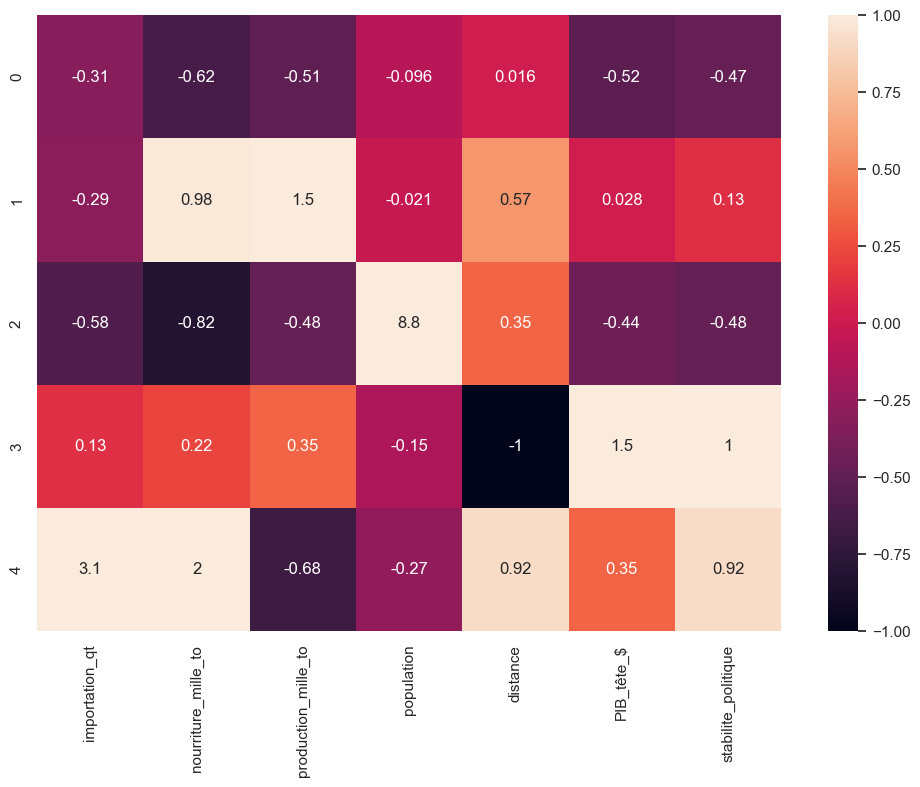 0 -0.31 -0.62 -0.51 -0.096 0.016 -0.52 -0.47
1 -0.29 0.98 1.5 -0.021 0.57 0.028 0.13
2 -0.58 -0.82 -0.48 8.8 0.35 -0.44 -0.48
3 0.13 0.22 0.35 -0.15 -1 1.5 1
4 3.1 2 -0.68 -0.27 0.92 0.35 0.92
importation_qt
nourriture_mille_to
production_mille_to
population
distance
PIB_tête_$
stabilite_politique
1.00
0.75
0.50
0.25
0.00
−0.25
−0.50
−0.75
−1.00